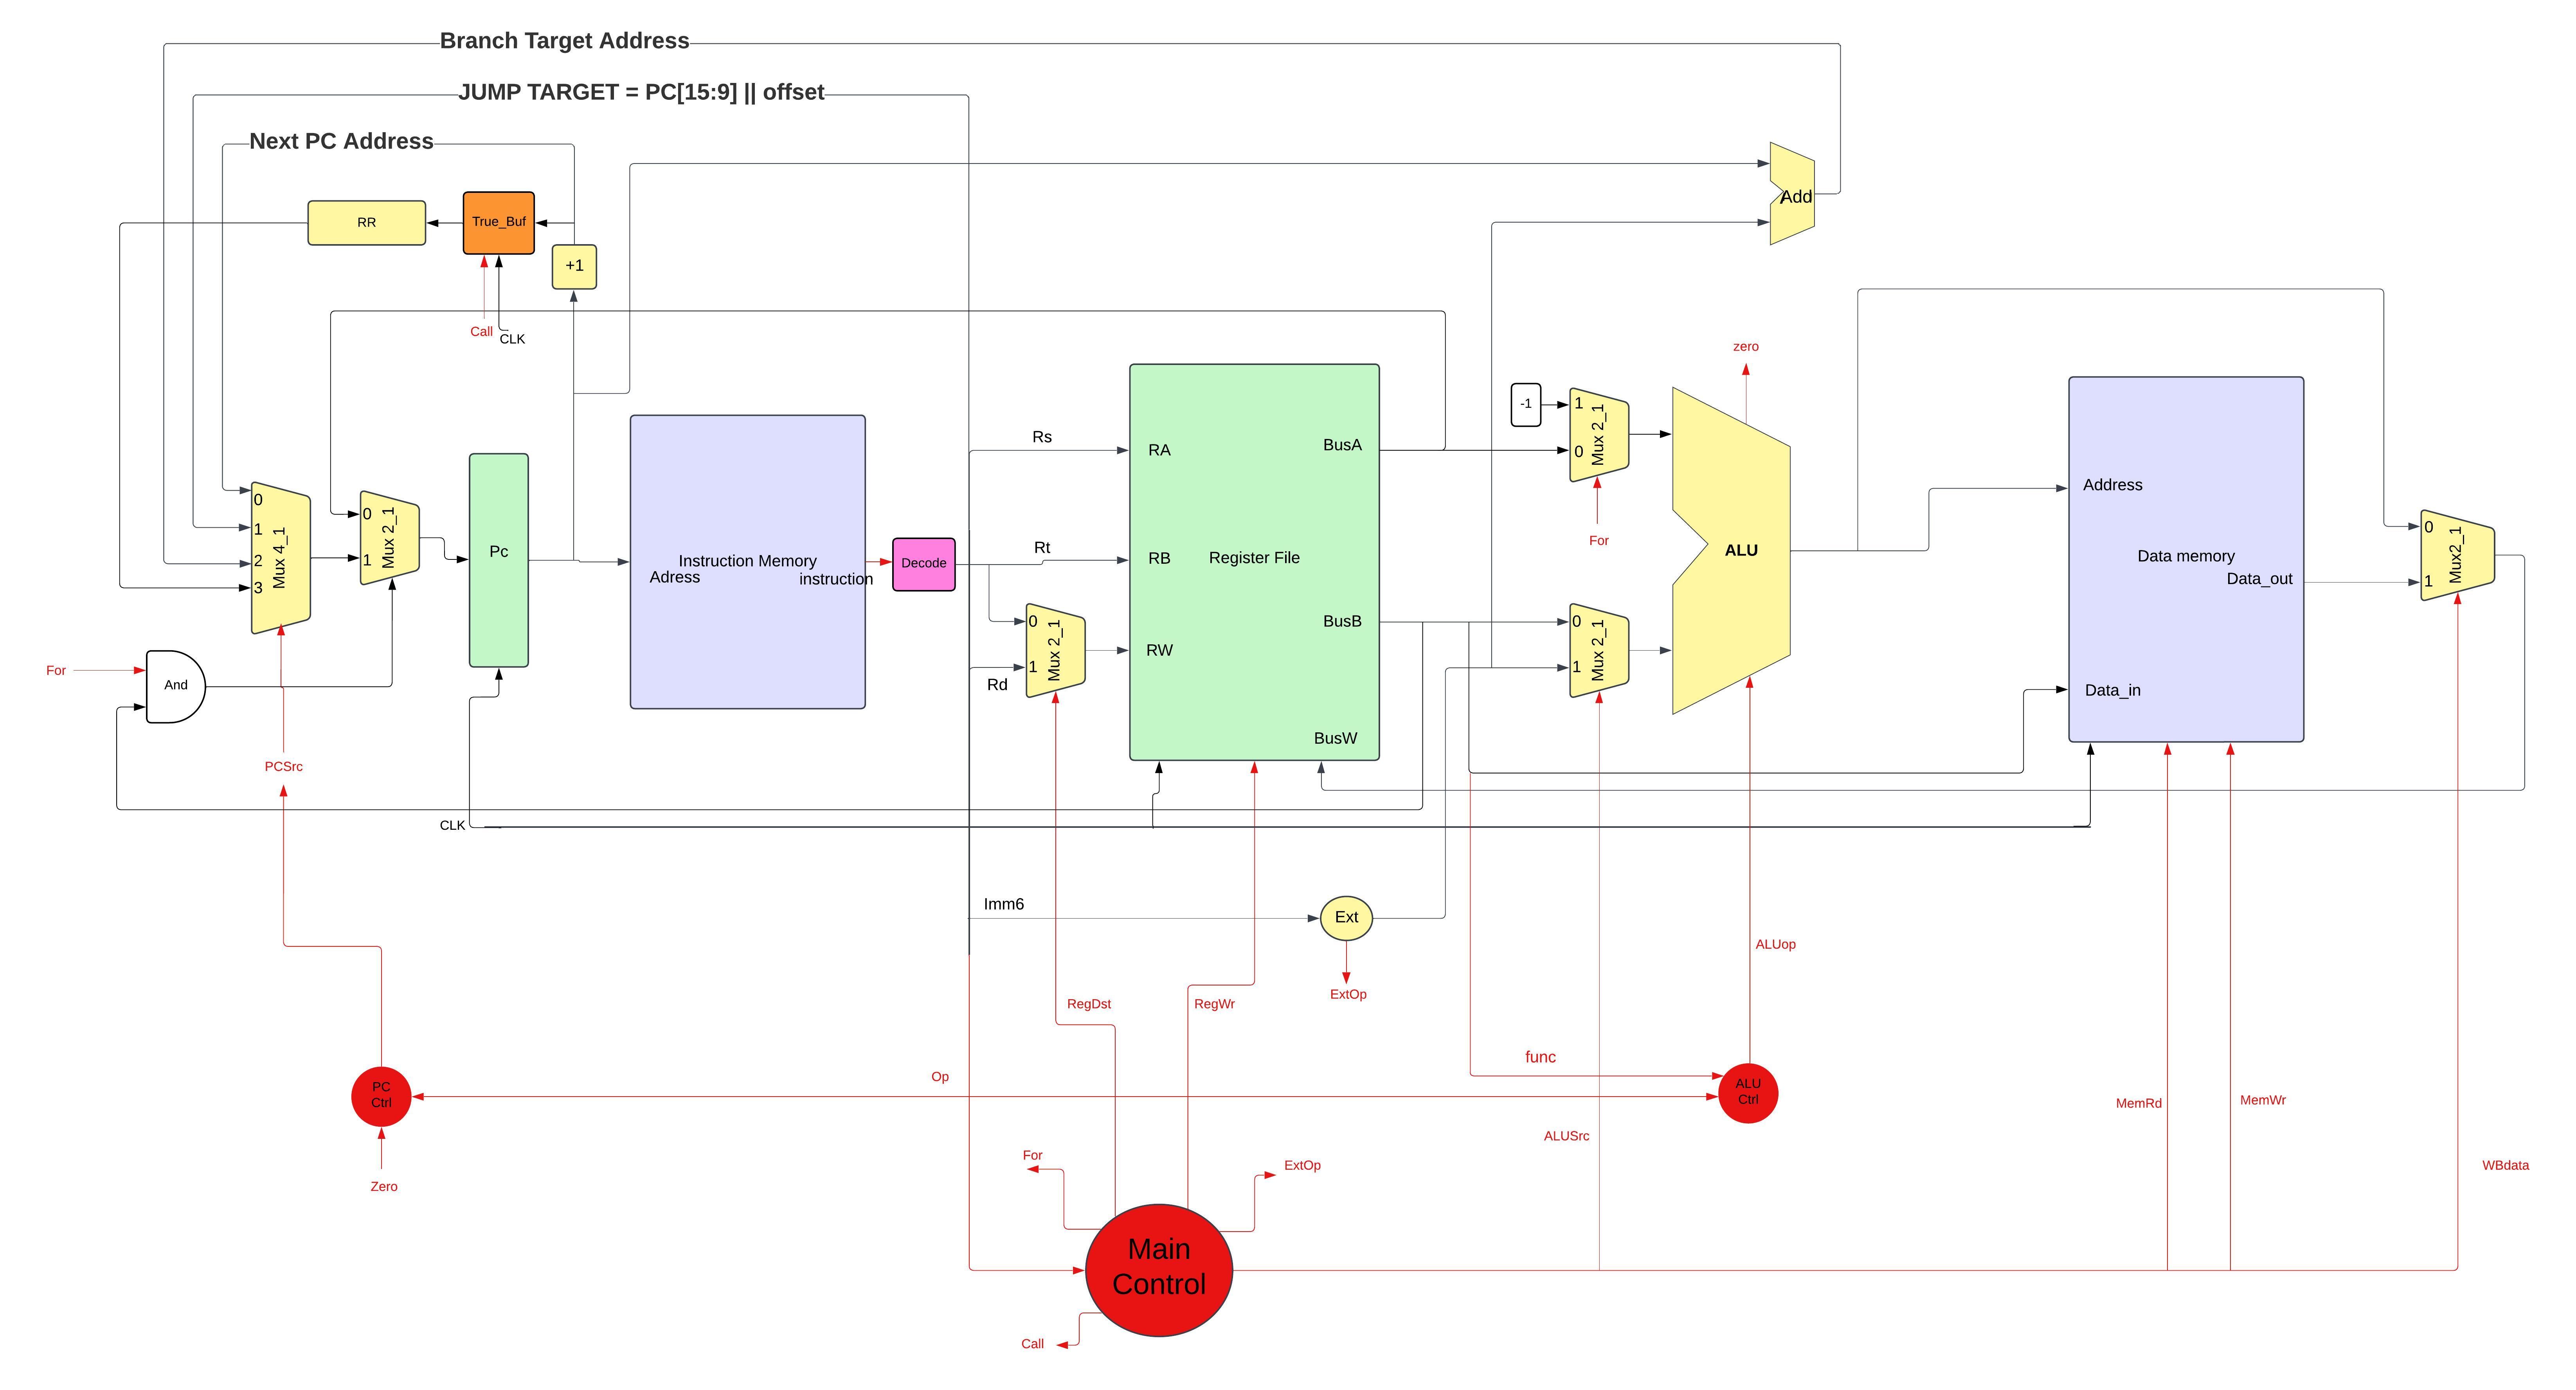 Branch Target Address
JUMP TARGET = PC[15:9] || offset
Next PC Address
RR
True_Buf
+1
Add
Call
CLK
zero
-1
1
0
Mux 2_1
For
Rs
RA
BusA
Address
0
1
2
3
Mux 4_1
0
1
Mux 2_1
Pc
Instruction Memory
Adress
instruction
Decode
Rt
RB
Register File
ALU
Data memory
Data_out
0
1
Mux2_1
0
1
Mux 2_1
RW
BusB
0
1
Mux 2_1
For
And
Rd
Data_in
BusW
PCSrc
CLK
Imm6
Ext
ExtOp
ALUop
RegDst
RegWr
func
Op
PC
Ctrl
ALU
Ctrl
MemRd
MemWr
ALUSrc
Zero
For
ExtOp
WBdata
Main
Control
Call